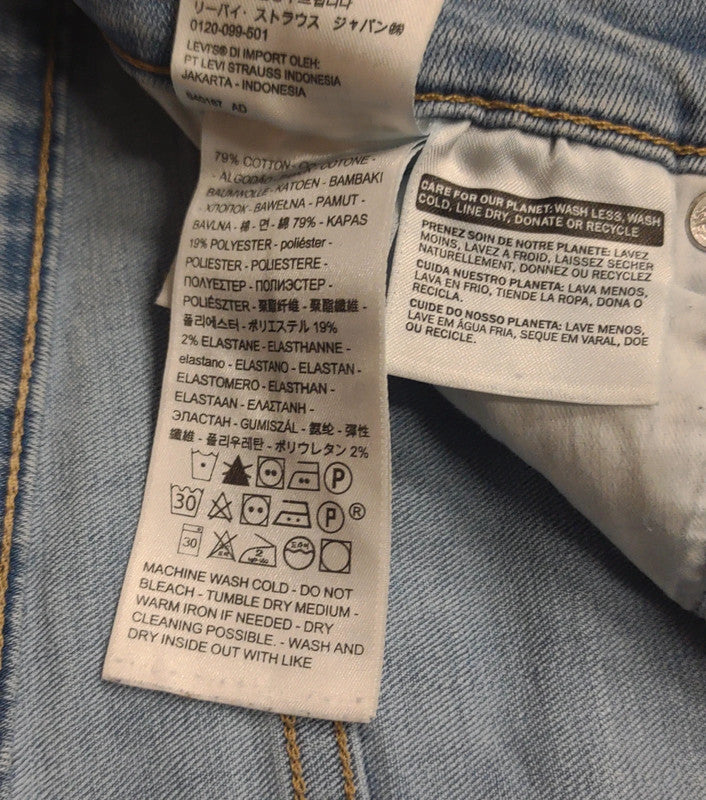 リーバイ・ストラウス ジャパン㈱
0120-099-501
LEVI'S® DI IMPORT OLEH:
PT LEVI STRAUSS INDONESIA
JAKARTA - INDONESIA
79% COTTON
- BAMBAKI
BAUMWOLLE - KATOEN
ХЛОПОК - BAWEŁNA - PAMUT -
BAVLNA - 棉 - 면 - 綿 79% - KAPAS
19% POLYESTER - poliéster -
POLIESTER - POLIESTERE -
ПОЛУЕΣΤΕΡ - ПОЛИЭСТЕР -
POLIÉSZTER - 聚酯纤维 - 聚酯纖維 -
폴리에스터 - ポリエステル 19%
2% ELASTANE - ELASTHANNE -
elastano - ELASTANO - ELASTAN -
ELASTOMERO - ELASTHAN -
ELASTAAN - ΕΛΑΣΤΑΝΗ -
ЭЛАСТАН - GUMISZÁL - 氨纶 - 彈性
纖維 - 폴리우레탄 - ポリウレタン 2%
P
30 P ®
30 2
MACHINE WASH COLD - DO NOT
BLEACH - TUMBLE DRY MEDIUM -
WARM IRON IF NEEDED - DRY
CLEANING POSSIBLE. - WASH AND
DRY INSIDE OUT WITH LIKE
CARE FOR OUR PLANET: WASH LESS, WASH
COLD, LINE DRY, DONATE OR RECYCLE
PRENEZ SOIN DE NOTRE PLANETE: LAVEZ
MOINS, LAVEZ A FROID, LAISSEZ SECHER
NATURELLEMENT, DONNEZ OU RECYCLEZ
CUIDA NUESTRO PLANETA: LAVA MENOS,
LAVA EN FRIO, TIENDE LA ROPA, DONA O
RECICLA.
CUIDE DO NOSSO PLANETA: LAVE MENOS,
LAVE EM ÁGUA FRIA, SEQUE EM VARAL, DOE
OU RECICLE.